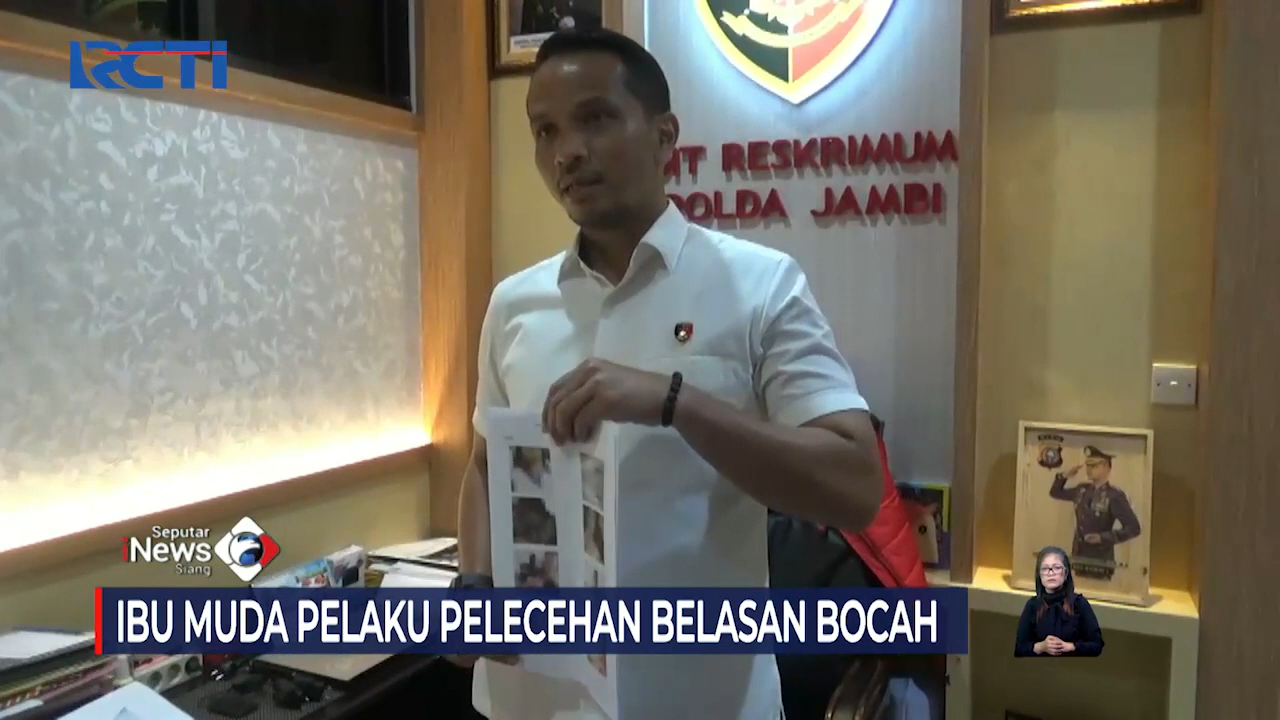 RCTI
RESKRIMUM
POLDA JAMBI
Seputar
iNews
Siang
IBU MUDA PELAKU PELECEHAN BELASAN BOCAH